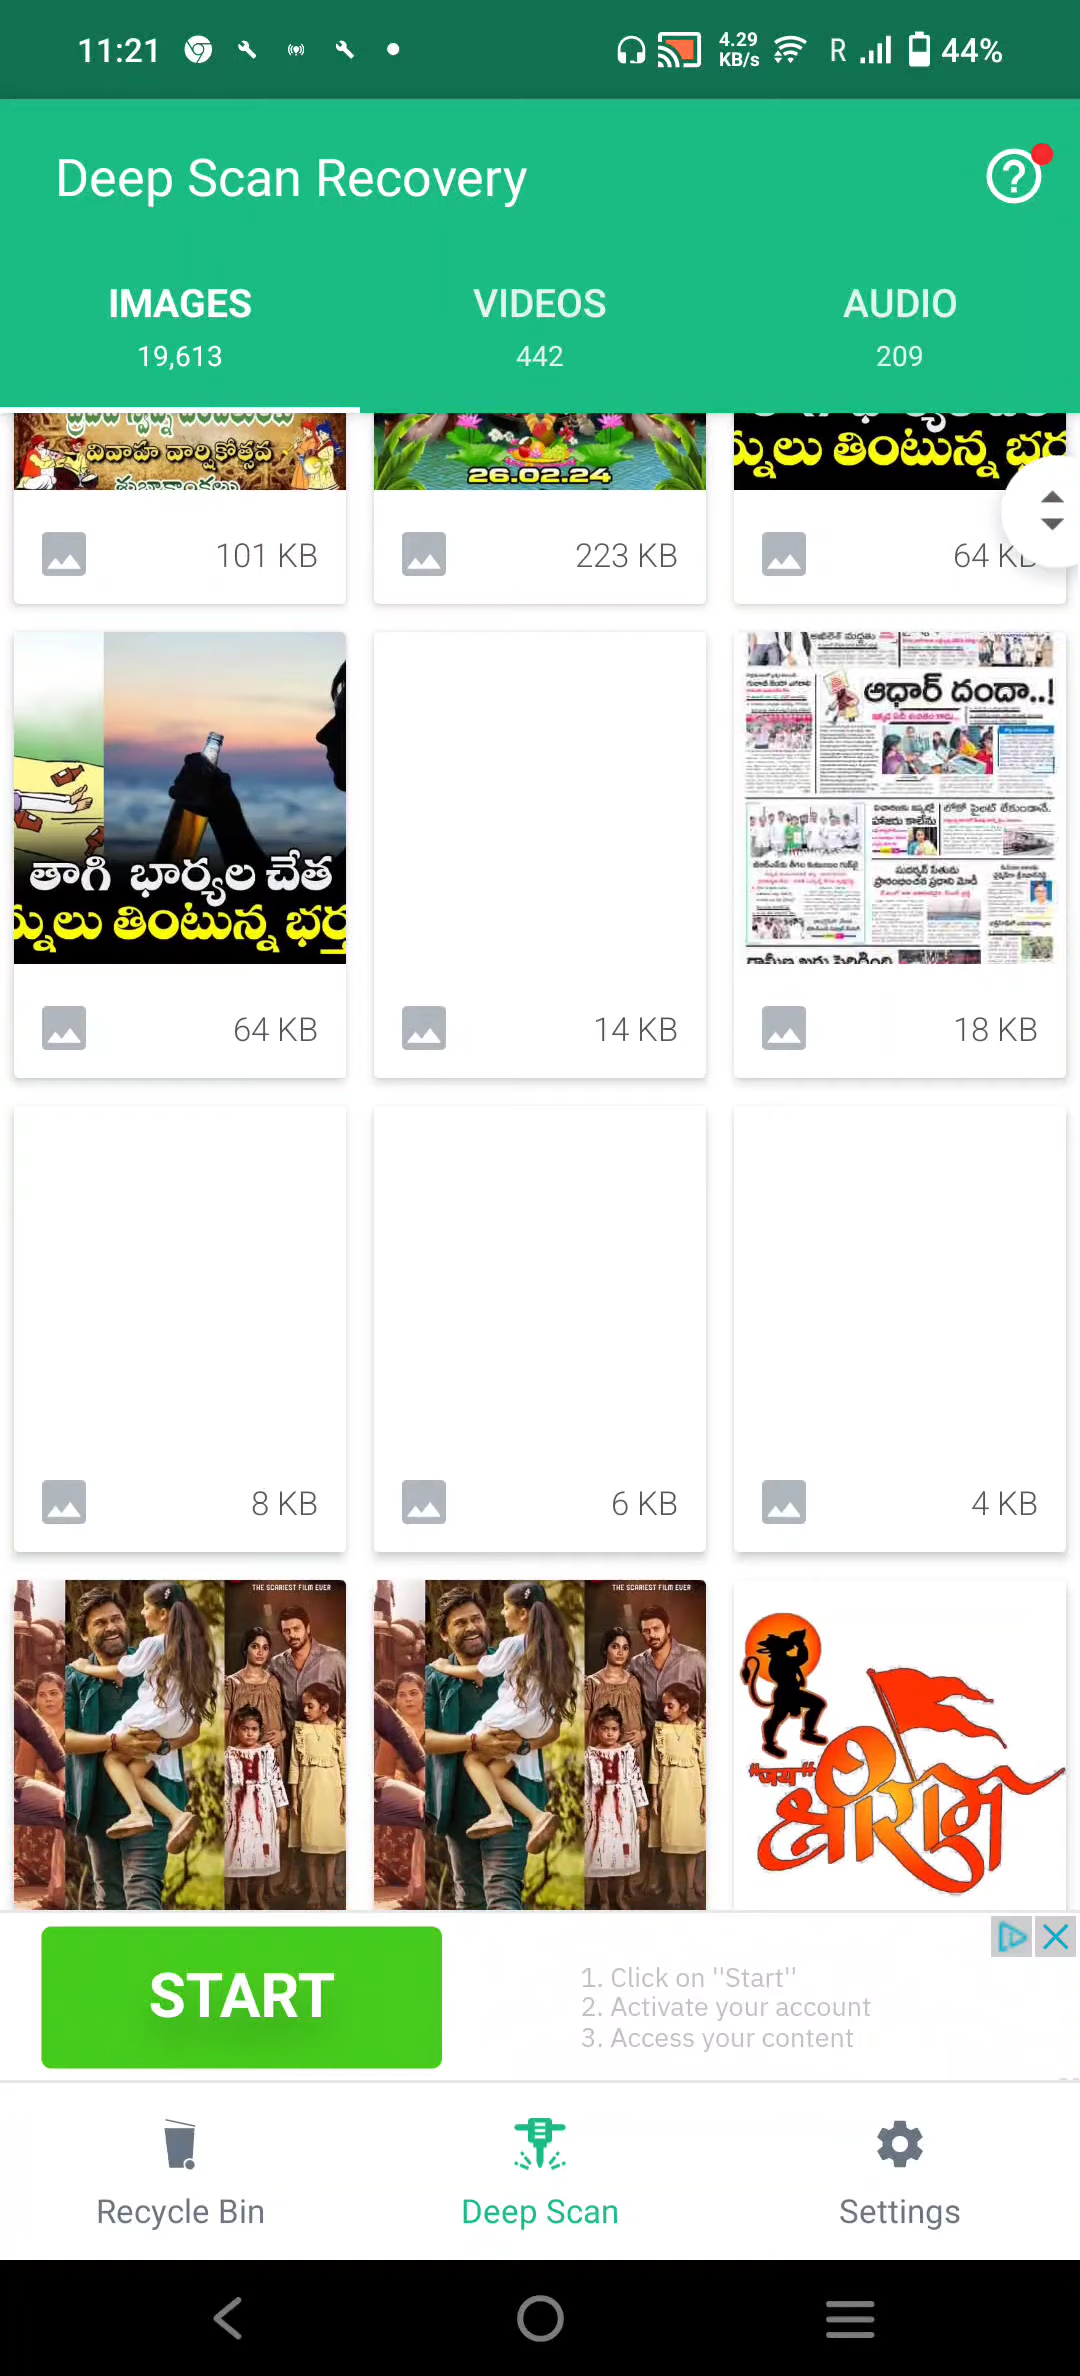 11:21
4.29
KB/s
R
44%
Deep Scan Recovery
IMAGES
VIDEOS
AUDIO
19,613
442
209
వివాహ వార్షికోత్సవ
26.02.24
తింటున్న
101 KB
223 KB
64 KB
ఆధార్ దందా..!
తాగి భార్యల చేత
తింటున్న
64 KB
14 KB
18 KB
8 KB
6 KB
4 KB
THE SCARIEST FILM EVER
THE SCARIEST FILM EVER
"जय"
श्रीराम
START
1. Click on "Start"
2. Activate your account
3. Access your content
Recycle Bin
Deep Scan
Settings